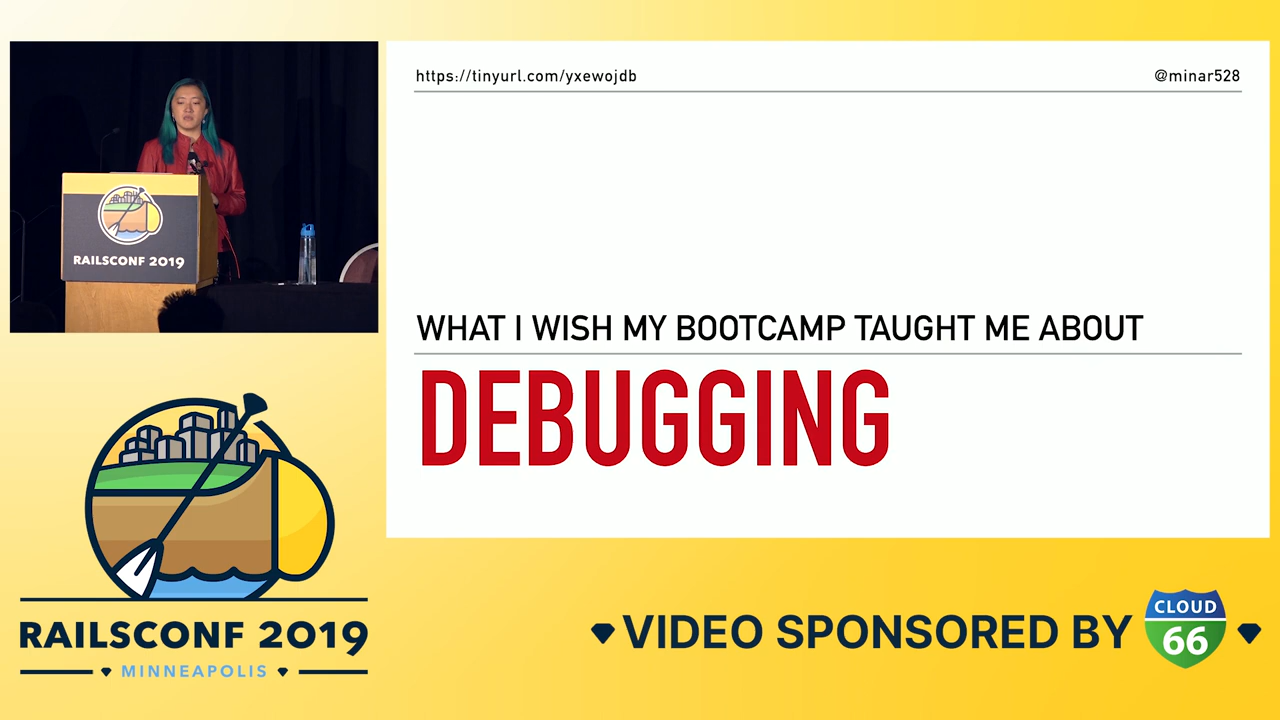 https://tinyurl.com/yxewojdb
@minar528
WHAT I WISH MY BOOTCAMP TAUGHT ME ABOUT
DEBUGGING
RAILSCONF 2019
RAILSCONF 2019
MINNEAPOLIS
VIDEO SPONSORED BY
CLOUD
66